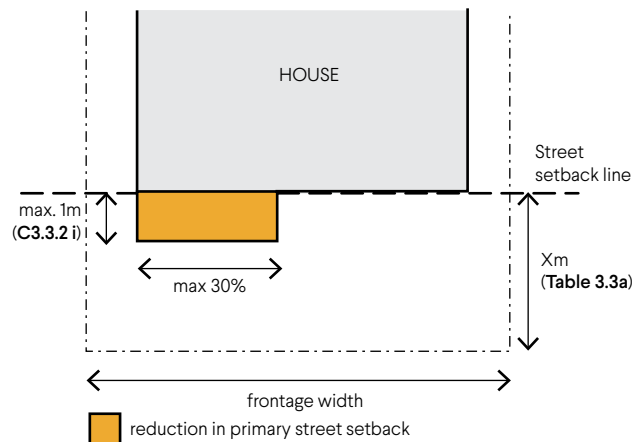 HOUSE
Street
setback line
max. 1m
(C3.3.2 i)
max 30%
Xm
(Table 3.3a)
frontage width
reduction in primary street setback